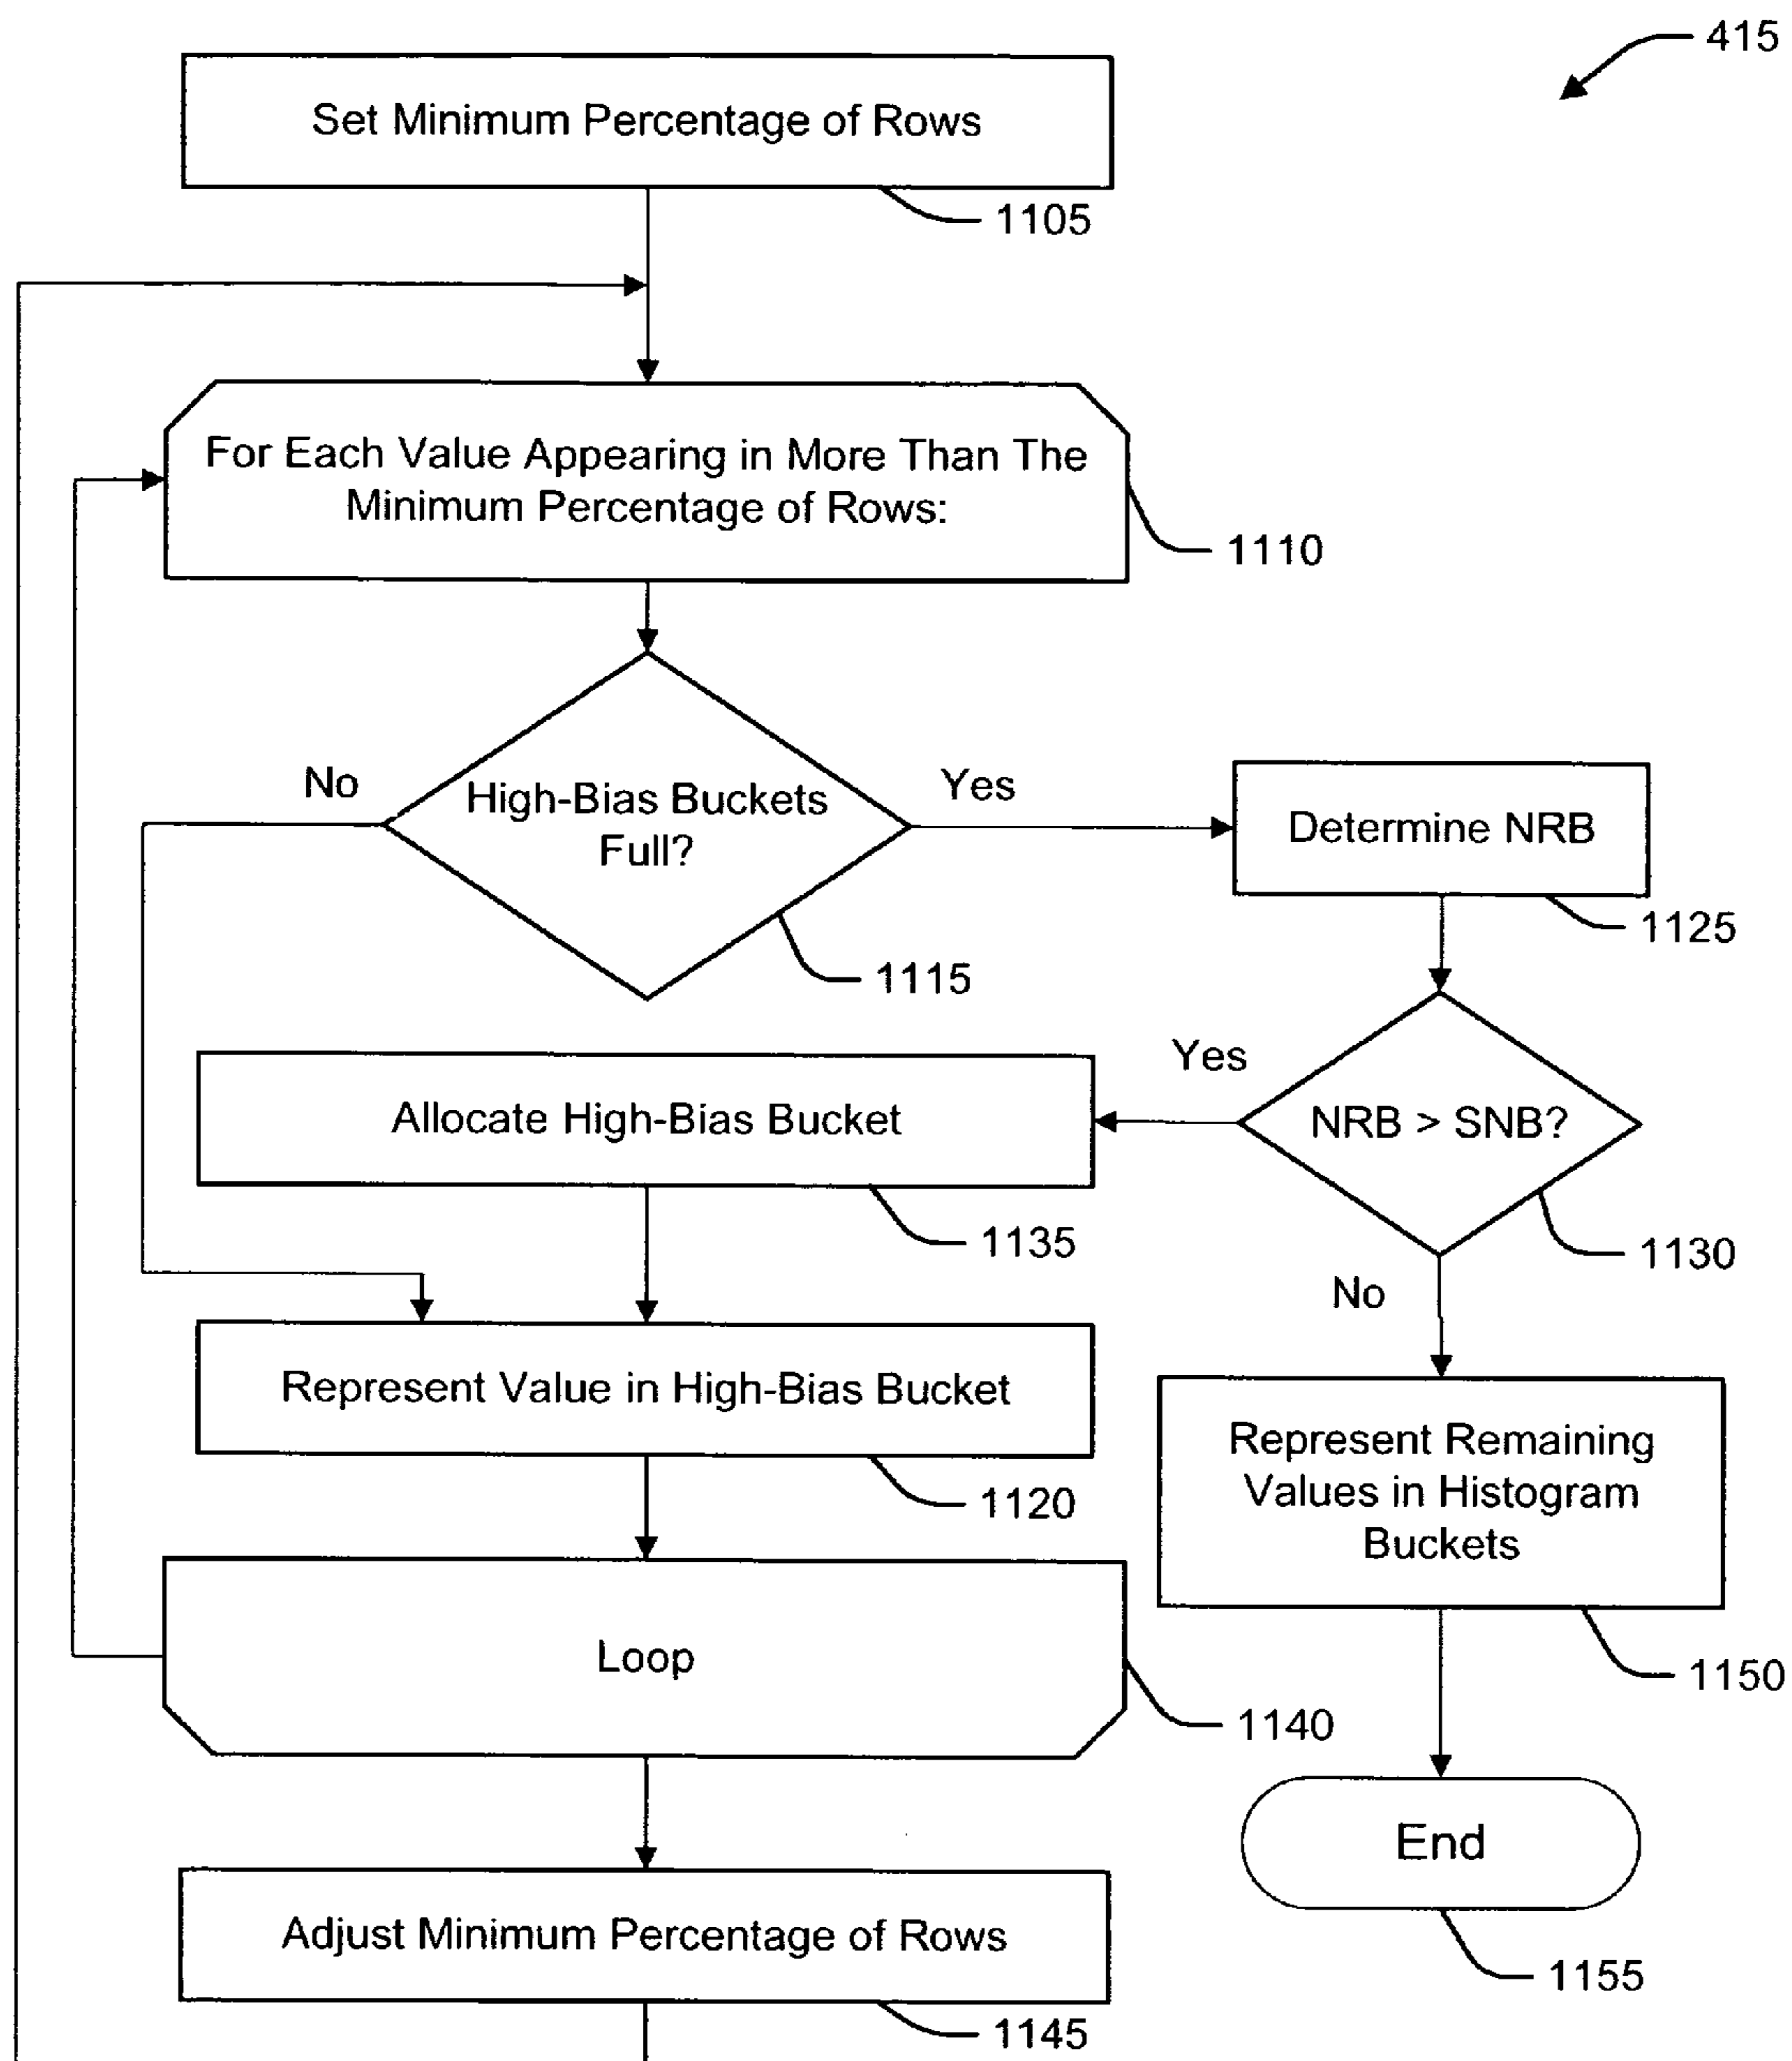 415
Set Minimum Percentage of Rows
1105
For Each Value Appearing in More Than The
Minimum Percentage of Rows:
1110
No
High-Bias Buckets
Full?
Yes
1115
Determine NRB
1125
Yes
NRB > SNB?
1130
No
Allocate High-Bias Bucket
1135
Represent Value in High-Bias Bucket
1120
Represent Remaining
Values in Histogram
Buckets
1150
Loop
1140
End
1155
Adjust Minimum Percentage of Rows
1145